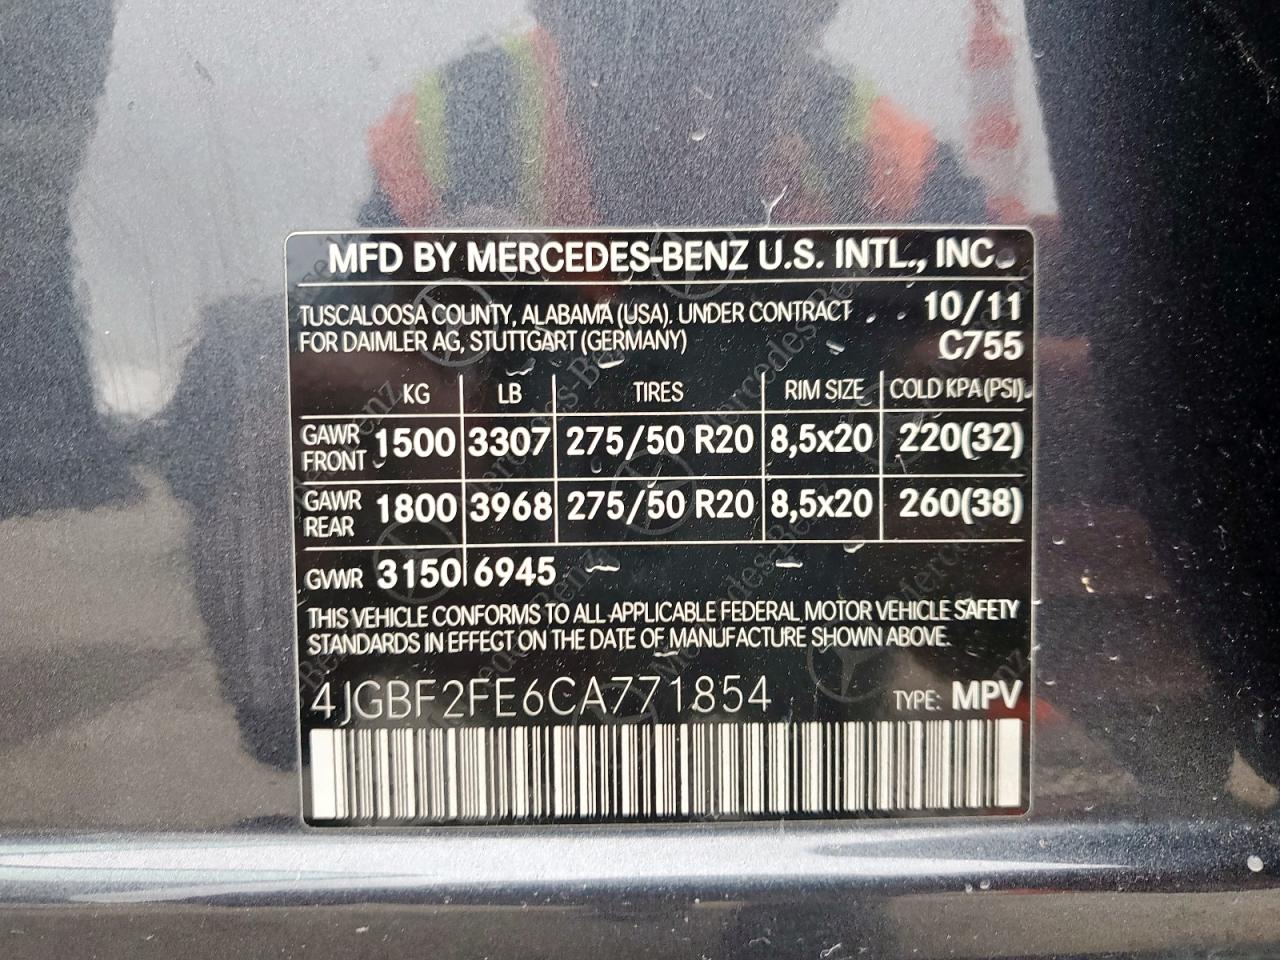 MFD BY MERCEDES-BENZ U.S. INTL., INC.
TUSCALOOSA COUNTY, ALABAMA (USA), UNDER CONTRACT 10/11
FOR DAIMLER AG, STUTTGART (GERMANY) C755
KG LB TIRES RIM SIZE COLD KPA (PSI)
GAWR FRONT 1500 3307 275/50 R20 8,5x20 220(32)
GAWR REAR 1800 3968 275/50 R20 8,5x20 260(38)
GVWR 3150 6945
THIS VEHICLE CONFORMS TO ALL APPLICABLE FEDERAL MOTOR VEHICLE SAFETY
STANDARDS IN EFFECT ON THE DATE OF MANUFACTURE SHOWN ABOVE.
4JGBF2FE6CA771854 TYPE: MPV